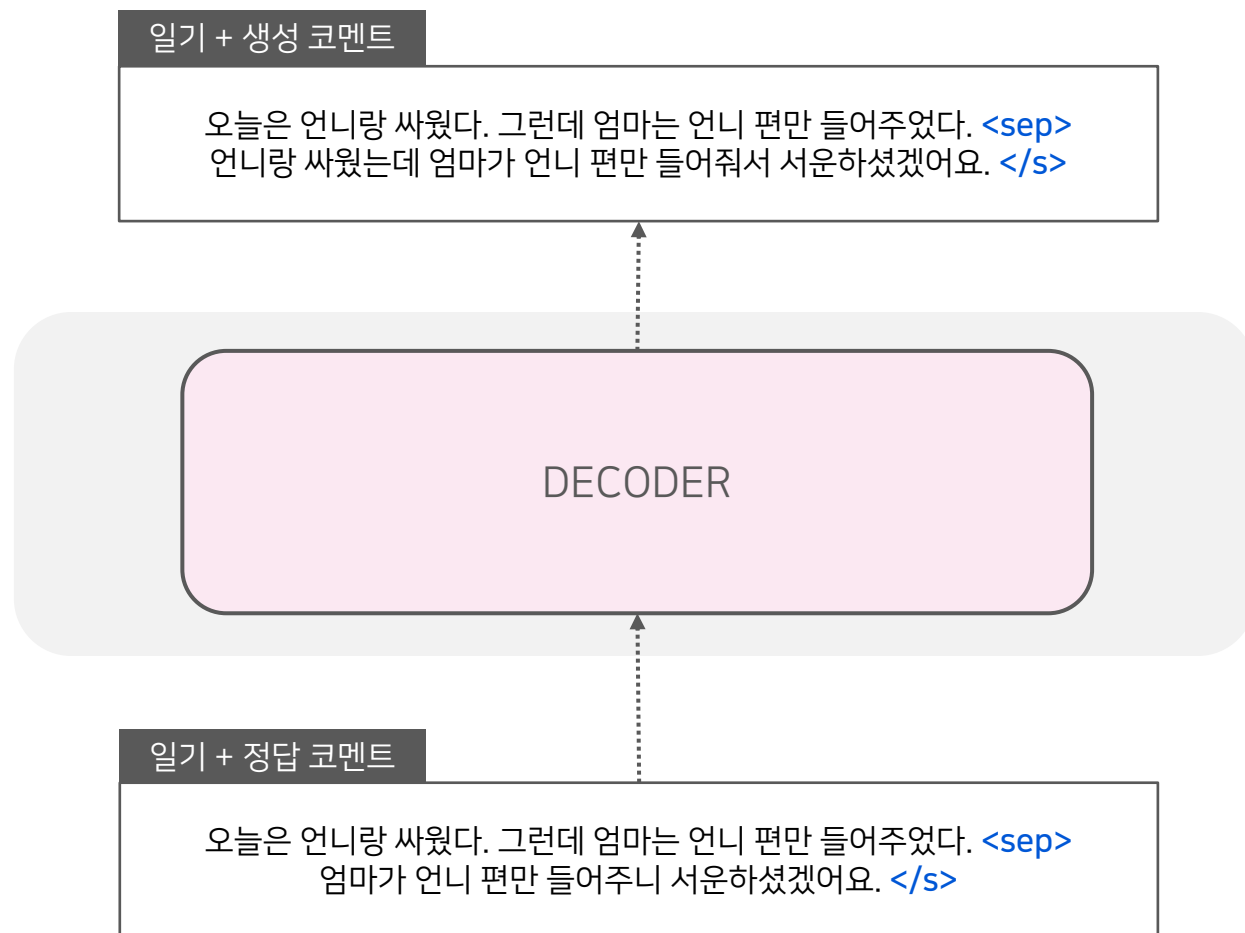 일기 + 생성 코멘트
오늘은 언니랑 싸웠다. 그런데 엄마는 언니 편만 들어주었다. <sep>
언니랑 싸웠는데 엄마가 언니 편만 들어줘서 서운하셨겠어요. </s>
DECODER
일기 + 정답 코멘트
오늘은 언니랑 싸웠다. 그런데 엄마는 언니 편만 들어주었다. <sep>
엄마가 언니 편만 들어주니 서운하셨겠어요. </s>